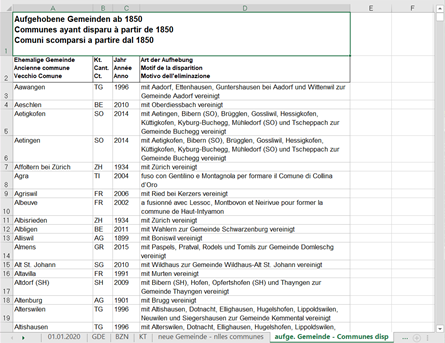 A B C D E F
1 Aufgehobene Gemeinden ab 1850
Communes ayant disparu à partir de 1850
Comuni scomparsi a partire dal 1850
Ehemalige Gemeinde Kt. Jahr Art der Aufhebung
Ancienne commune Cant. Année Motif de la disparition
2 Vecchio Comune Ct. Anno Motivo dell'eliminazione
Aawangen TG 1996 mit Aadorf, Ettenhausen, Guntershausen bei Aadorf und Wittenwil zur
3 Gemeinde Aadorf vereinigt
4 Aeschlen BE 2010 mit Oberdiessbach vereinigt
Aetigkofen SO 2014 mit Aetingen, Bibern (SO), Brügglen, Gossliwil, Hessigkofen,
Küttigkofen, Kyburg-Buchegg, Mühledorf (SO) und Tscheppach zur
5 Gemeinde Buchegg vereinigt
Aetingen SO 2014 mit Aetigkofen, Bibern (SO), Brügglen, Gossliwil, Hessigkofen,
Küttigkofen, Kyburg-Buchegg, Mühledorf (SO) und Tscheppach zur
6 Gemeinde Buchegg vereinigt
7 Affoltern bei Zürich ZH 1934 mit Zürich vereinigt
Agra TI 2004 fuso con Gentilino e Montagnola per formare il Comune di Collina
8 d'Oro
9 Agriswil FR 2006 mit Ried bei Kerzers vereinigt
Albeuve FR 2002 a fusionné avec Lessoc, Montbovon et Neirivue pour former la
10 commune de Haut-Intyamon
11 Albisrieden ZH 1934 mit Zürich vereinigt
12 Albligen BE 2011 mit Wahlern zur Gemeinde Schwarzenburg vereinigt
13 Alliswil AG 1899 mit Boniswil vereinigt
Almens GR 2015 mit Paspels, Pratval, Rodels und Tomils zur Gemeinde Domleschg
14 vereinigt
15 Alt St. Johann SG 2010 mit Wildhaus zur Gemeinde Wildhaus-Alt St. Johann vereinigt
16 Altavilla FR 1991 mit Murten vereinigt
Altdorf (SH) SH 2009 mit Bibern (SH), Hofen, Opfertshofen (SH) und Thayngen zur
17 Gemeinde Thayngen vereinigt
18 Altenburg AG 1901 mit Brugg vereinigt
Alterswilen TG 1996 mit Altishausen, Dotnacht, Ellighausen, Hugelshofen, Lippoldswilen,
19 Neuwilen und Siegershausen zur Gemeinde Kemmental vereinigt
Altishausen TG 1996 mit Alterswilen, Dotnacht, Ellighausen, Hugelshofen, Lippoldswilen,
... 01.01.2020 GDE BZN KT neue Gemeinde - nlles communes aufge. Gemeinde - Communes disp ...